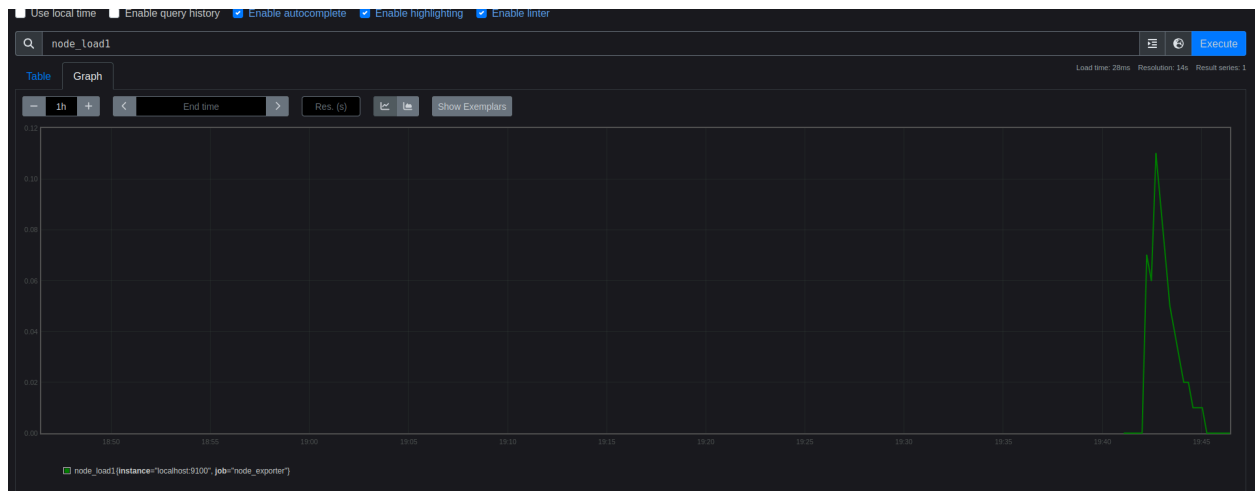 Use local time Enable query history Enable autocomplete Enable highlighting Enable linter
node_load1 Execute
Load time: 28ms Resolution: 14s Result series: 1
Table Graph
− 1h + < End time > Res. (s) Show Exemplars
0.12
0.10
0.08
0.06
0.04
0.02
0.00
18:50 18:55 19:00 19:05 19:10 19:15 19:20 19:25 19:30 19:35 19:40 19:45
node_load1{instance="localhost:9100", job="node_exporter"}